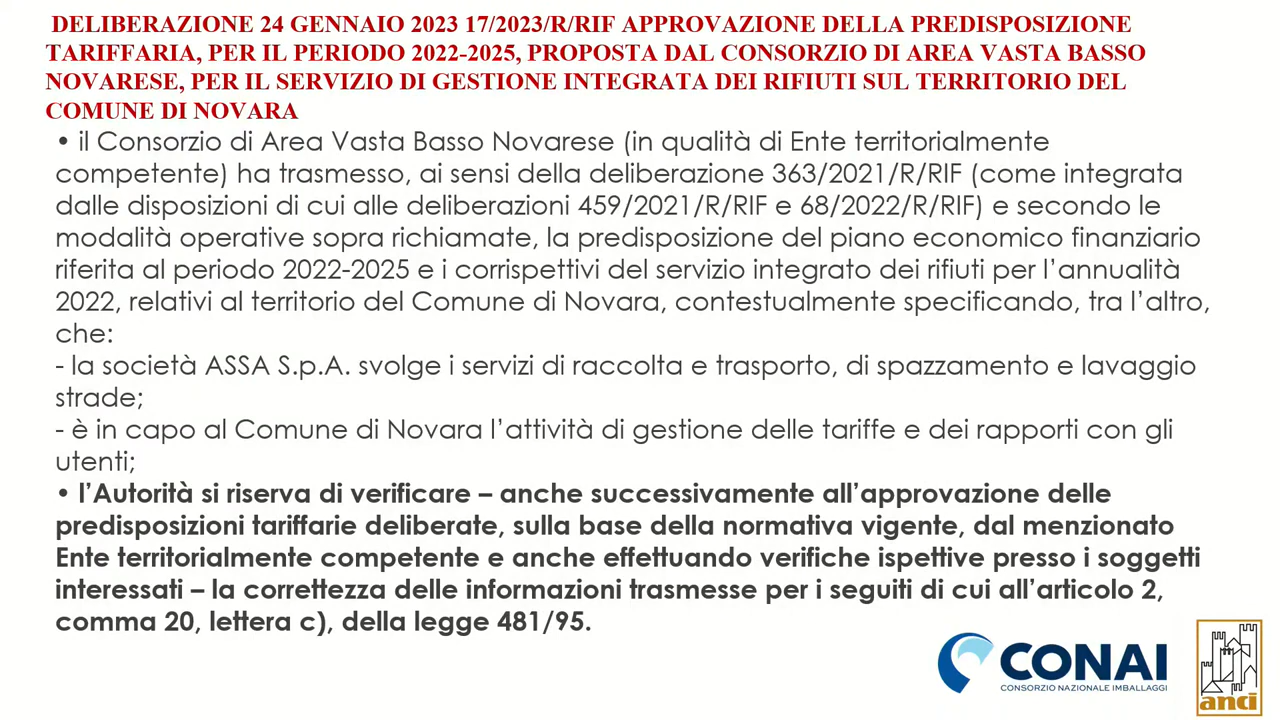 DELIBERAZIONE 24 GENNAIO 2023 17/2023/R/RIF APPROVAZIONE DELLA PREDISPOSIZIONE
TARIFFARIA, PER IL PERIODO 2022-2025, PROPOSTA DAL CONSORZIO DI AREA VASTA BASSO
NOVARESE, PER IL SERVIZIO DI GESTIONE INTEGRATA DEI RIFIUTI SUL TERRITORIO DEL
COMUNE DI NOVARA
• il Consorzio di Area Vasta Basso Novarese (in qualità di Ente territorialmente
competente) ha trasmesso, ai sensi della deliberazione 363/2021/R/RIF (come integrata
dalle disposizioni di cui alle deliberazioni 459/2021/R/RIF e 68/2022/R/RIF) e secondo le
modalità operative sopra richiamate, la predisposizione del piano economico finanziario
riferita al periodo 2022-2025 e i corrispettivi del servizio integrato dei rifiuti per l’annualità
2022, relativi al territorio del Comune di Novara, contestualmente specificando, tra l’altro,
che:
- la società ASSA S.p.A. svolge i servizi di raccolta e trasporto, di spazzamento e lavaggio
strade;
- è in capo al Comune di Novara l’attività di gestione delle tariffe e dei rapporti con gli
utenti;
• l’Autorità si riserva di verificare – anche successivamente all’approvazione delle
predisposizioni tariffarie deliberate, sulla base della normativa vigente, dal menzionato
Ente territorialmente competente e anche effettuando verifiche ispettive presso i soggetti
interessati – la correttezza delle informazioni trasmesse per i seguiti di cui all’articolo 2,
comma 20, lettera c), della legge 481/95.
CONAI
CONSORZIO NAZIONALE IMBALLAGGI
anci